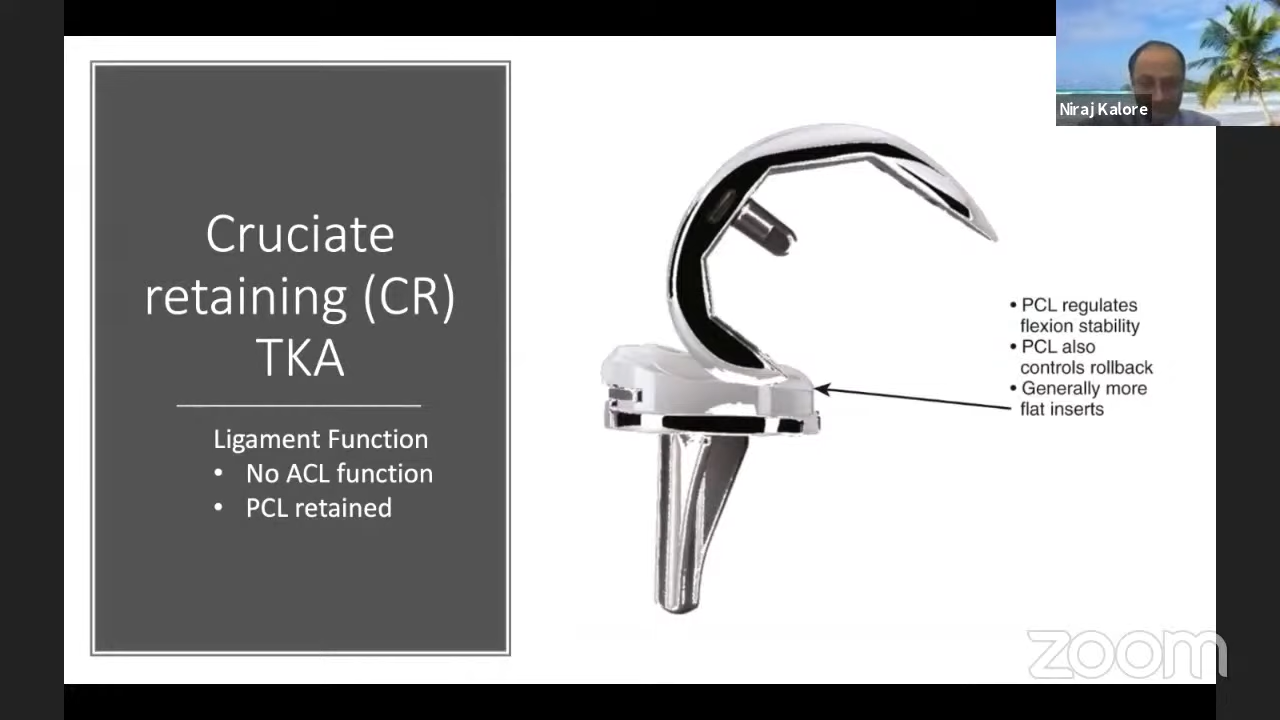 Niraj Kalore
Cruciate
retaining (CR)
TKA
Ligament Function
• No ACL function
• PCL retained
• PCL regulates
flexion stability
• PCL also
controls rollback
• Generally more
flat inserts
zoom